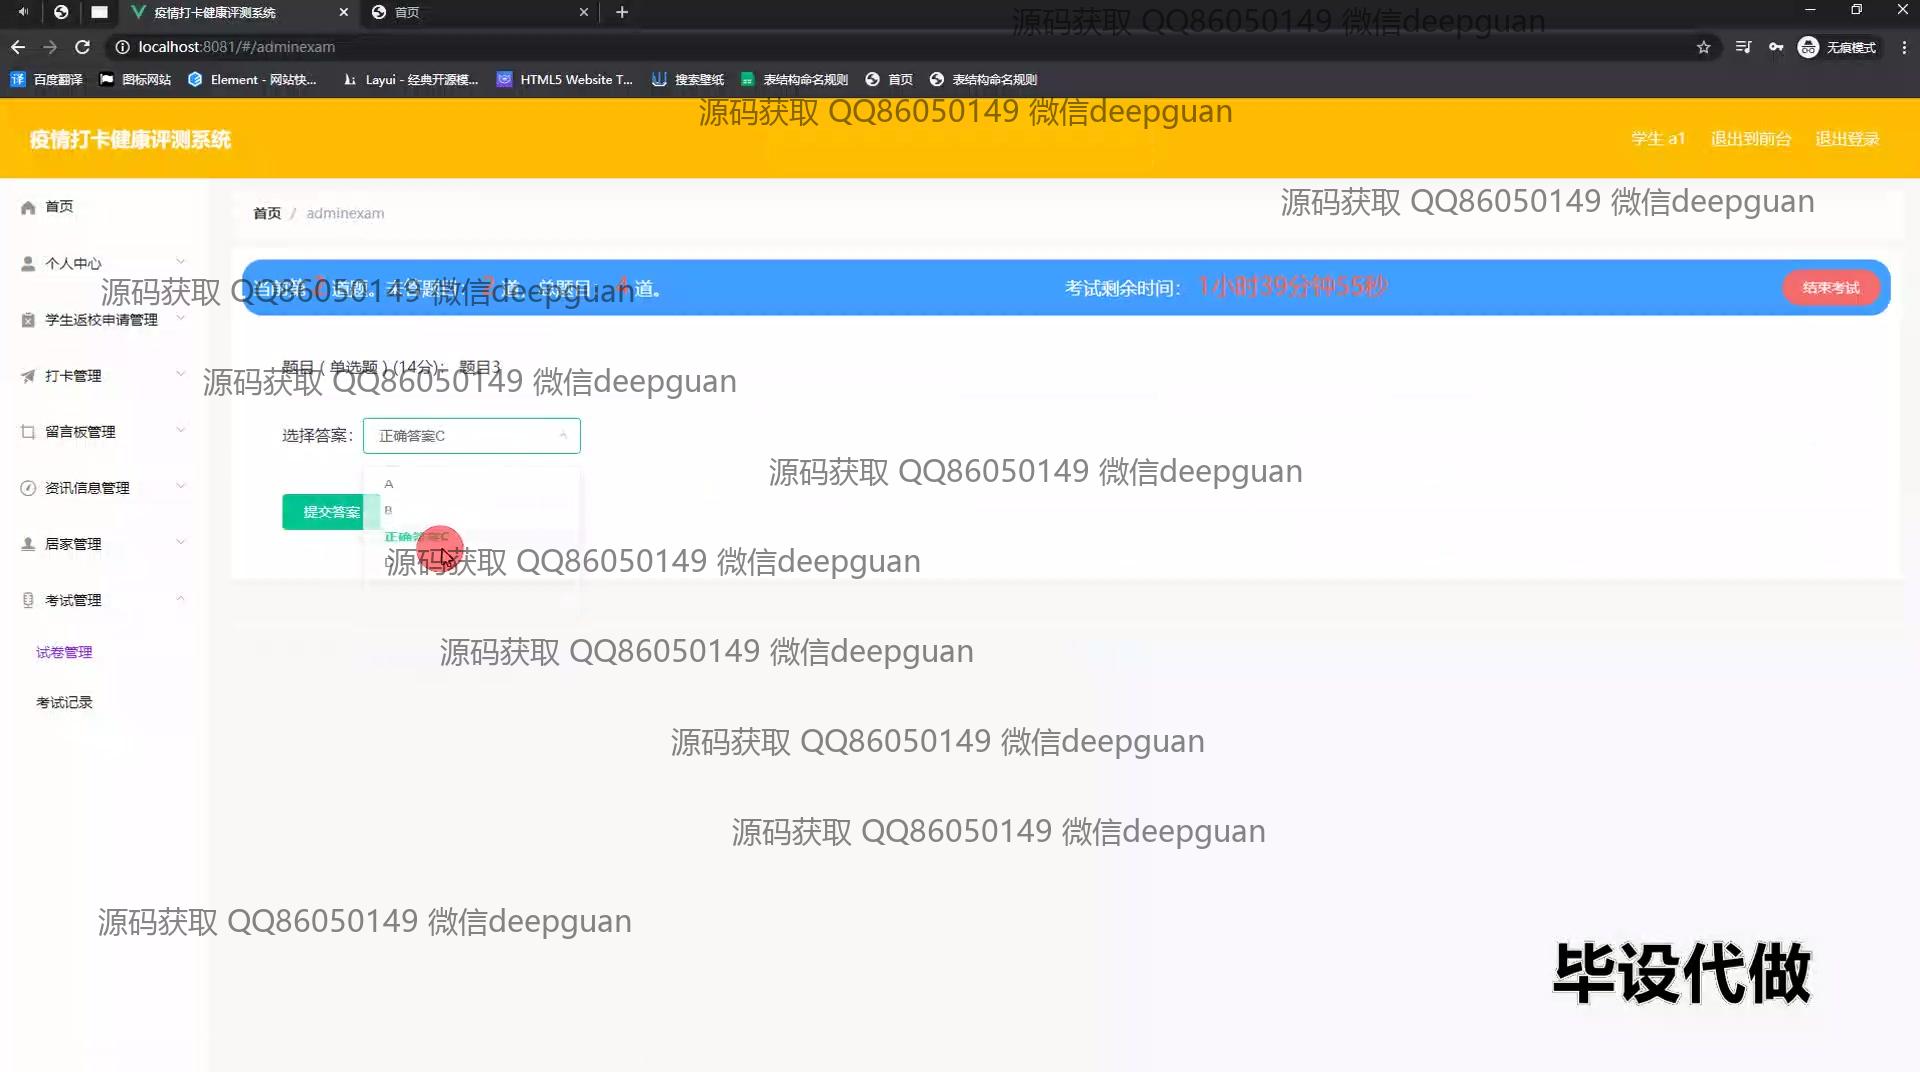 疫情打卡健康评测系统
首页
源码获取 QQ86050149 微信deepguan
localhost:8081/#/adminexam
无痕模式
百度翻译
图标网站
Element - 网站快...
Layui - 经典开源模...
HTML5 Website T...
搜索壁纸
表结构命名规则
首页
表结构命名规则
源码获取 QQ86050149 微信deepguan
疫情打卡健康评测系统
学生 a1
退出到前台
退出登录
源码获取 QQ86050149 微信deepguan
首页
首页 / adminexam
个人中心
源码获取 QQ86050149 微信deepguan
道。
考试剩余时间： 1小时39分钟55秒
结束考试
学生返校申请管理
题目 ( 单选题 ) (14分)： 题目3
打卡管理
源码获取 QQ86050149 微信deepguan
留言板管理
选择答案：
正确答案C
源码获取 QQ86050149 微信deepguan
资讯信息管理
A
提交答案
B
正确答案C
居家管理
D
源码获取 QQ86050149 微信deepguan
考试管理
试卷管理
源码获取 QQ86050149 微信deepguan
考试记录
源码获取 QQ86050149 微信deepguan
源码获取 QQ86050149 微信deepguan
源码获取 QQ86050149 微信deepguan
毕设代做